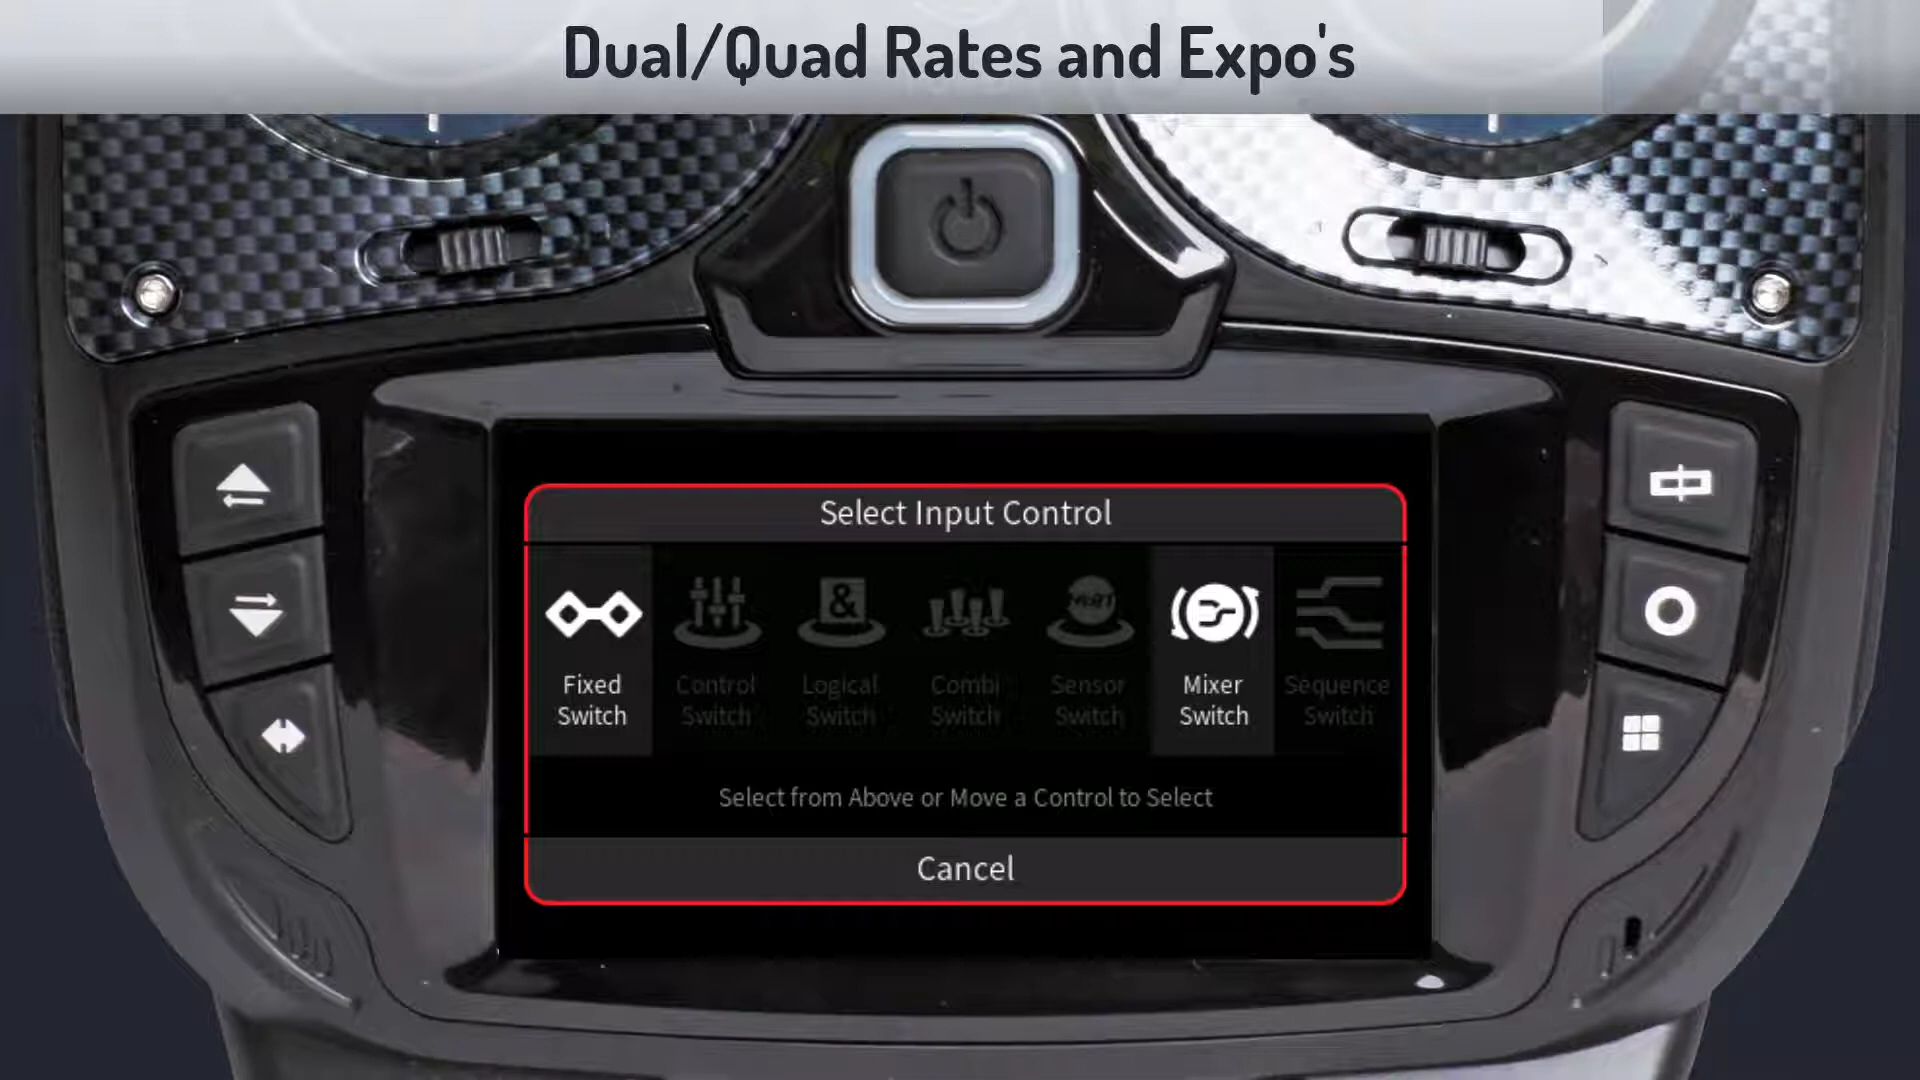 Dual/Quad Rates and Expo's
Select Input Control
Fixed Switch
Control Switch
Logical Switch
Combi Switch
Sensor Switch
Mixer Switch
Sequence Switch
Select from Above or Move a Control to Select
Cancel